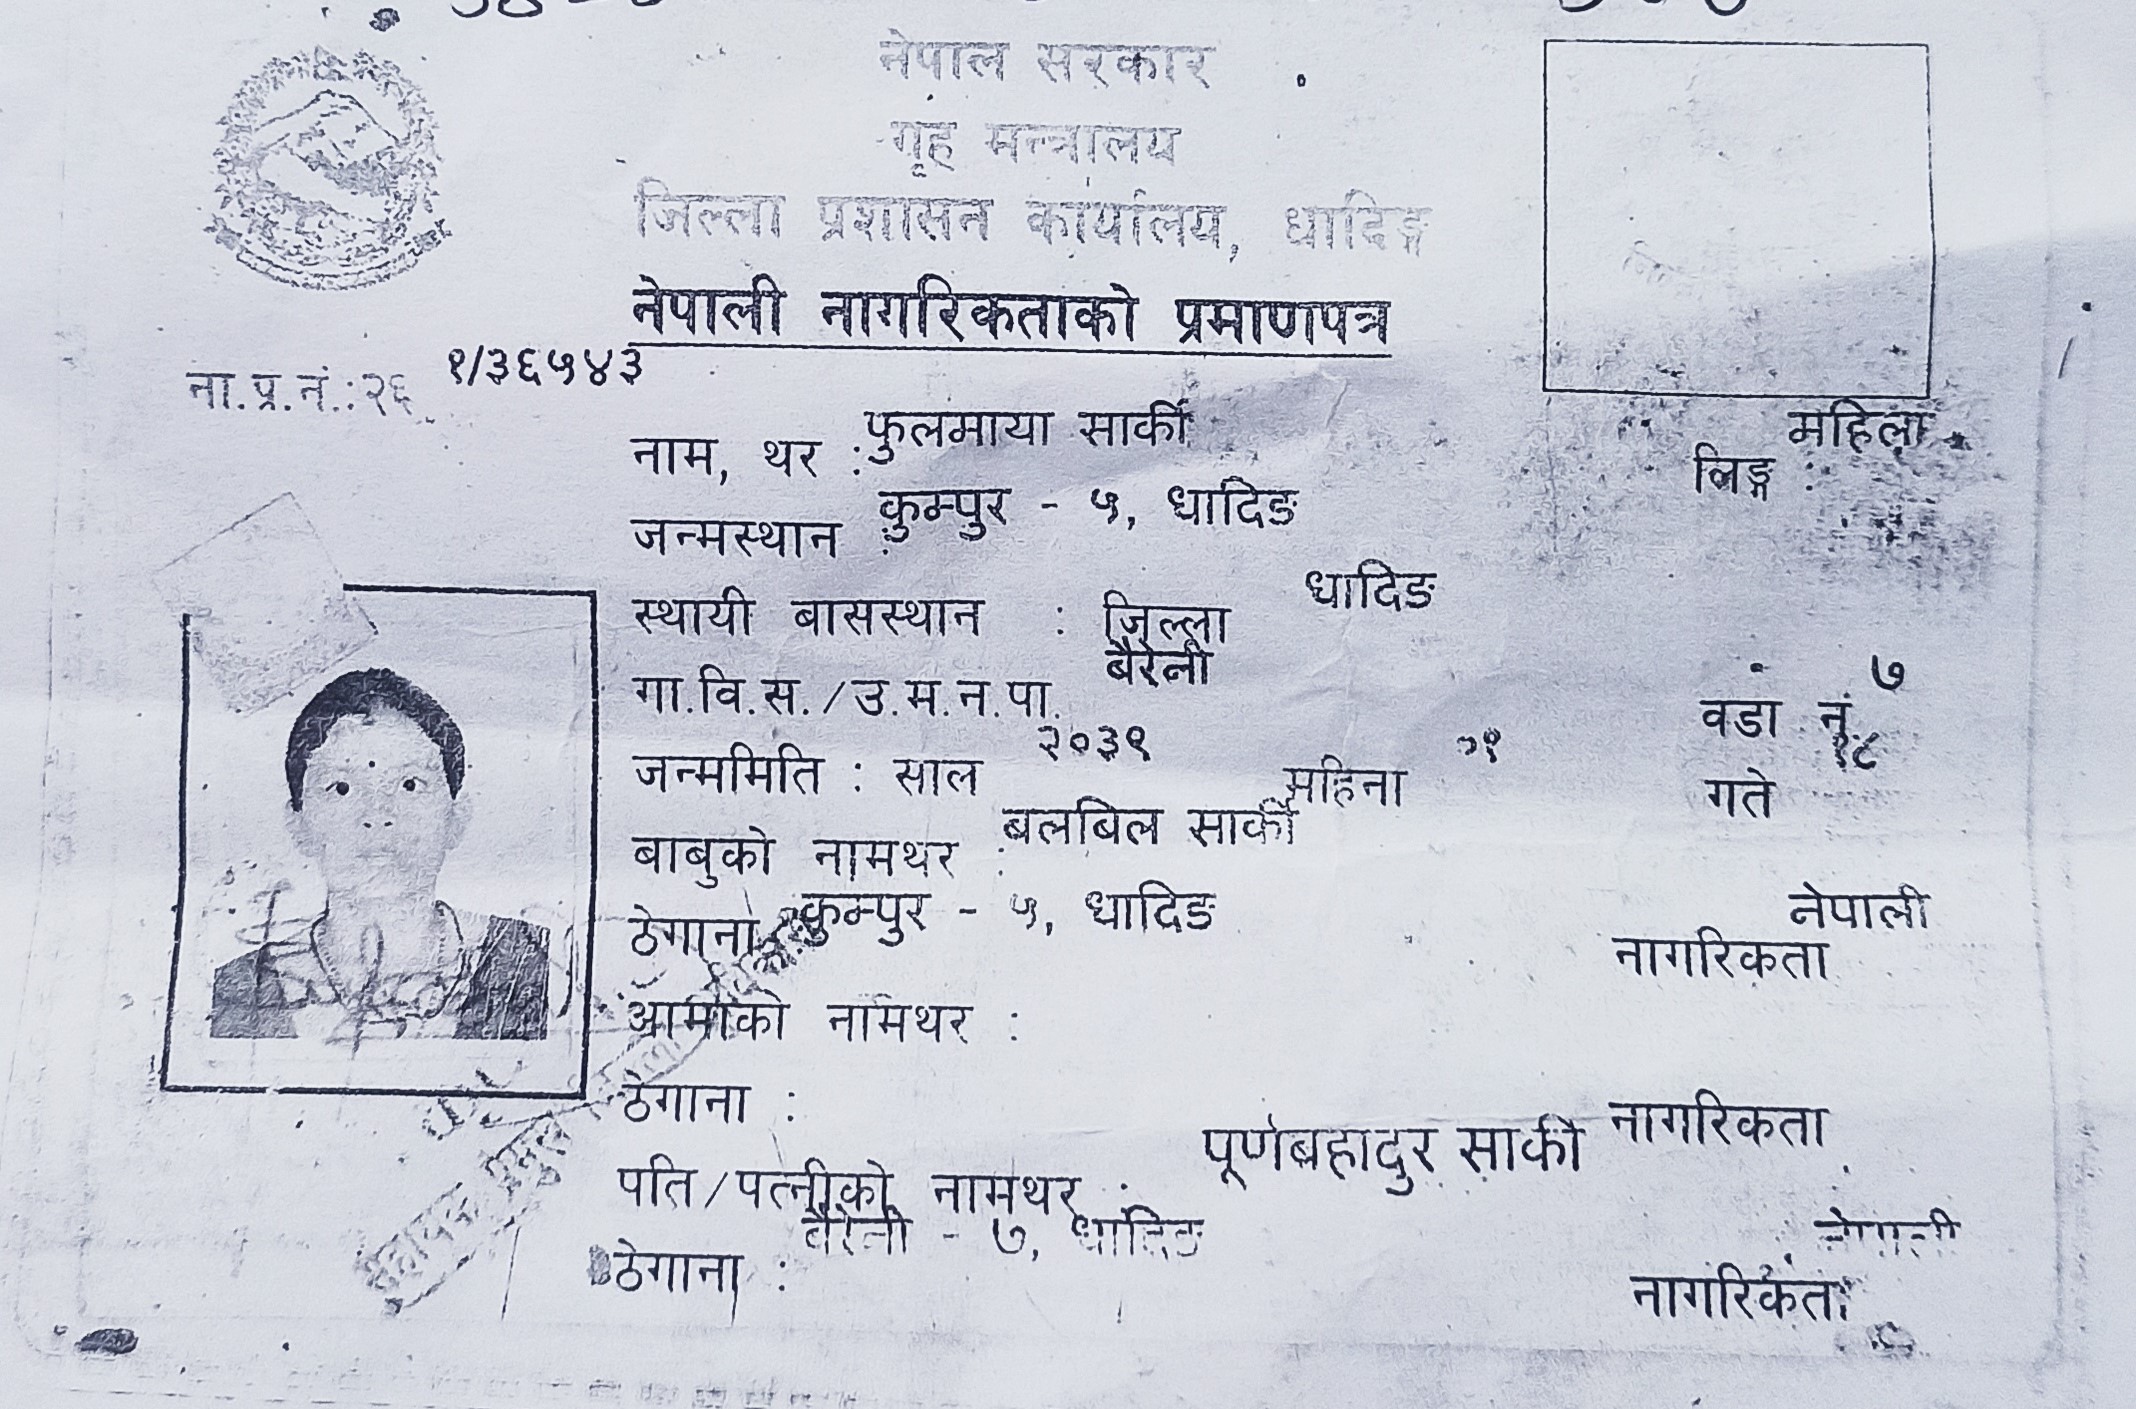 नेपाल सरकार
गृह मन्त्रालय
जिल्ला प्रशासन कार्यालय, धादिङ्ग
नेपाली नागरिकताको प्रमाणपत्र
ना.प्र.नं.:२६ १/३६५४३
नाम, थर : फुलमाया सार्की लिङ्ग : महिला
जन्मस्थान : कुम्पुर - ५, धादिङ
स्थायी बासस्थान : जिल्ला धादिङ
गा.वि.स./उ.म.न.पा. बैरेनी वडा नं ७
जन्ममिति : साल २०३९ महिना गते १८
बाबुको नामथर : बलबिल सार्की
ठेगाना कुम्पुर - ५, धादिङ नागरिकता नेपाली
आमाको नामथर :
ठेगाना : नागरिकता
पति/पत्नीको नामथर : पूर्णबहादुर सार्की
ठेगाना : बैरेनी - ७, धादिङ नागरिकता नेपाली